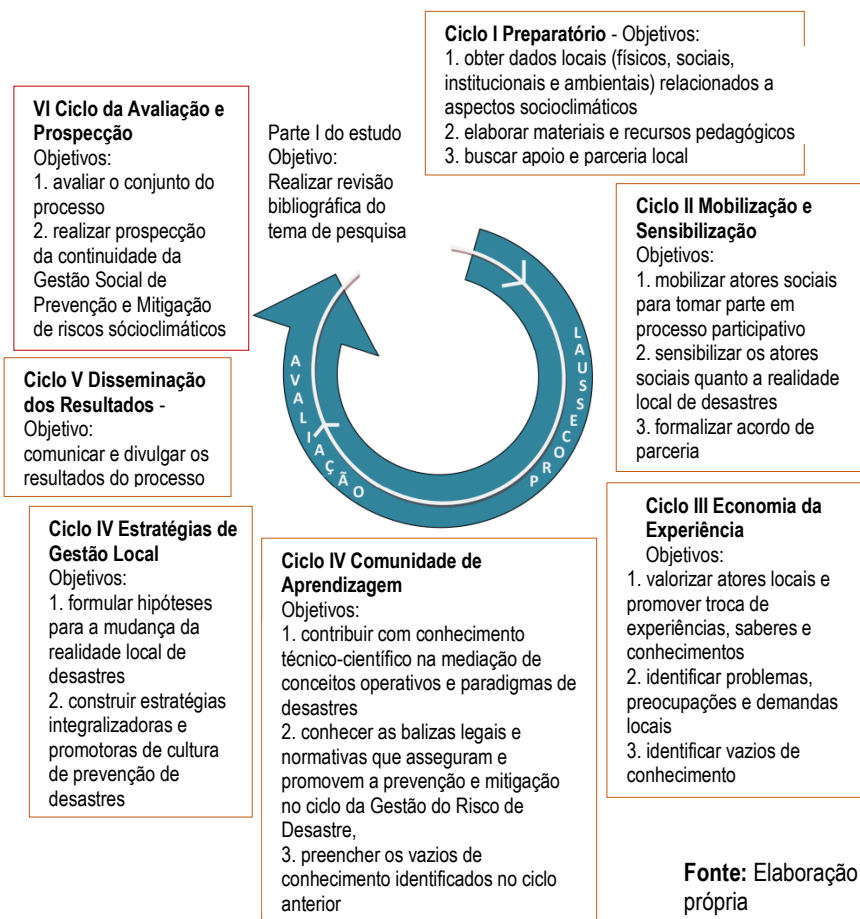 Parte I do estudo
Objetivo:
Realizar revisão
bibliográfica do
tema de pesquisa
Ciclo I Preparatório - Objetivos:
1. obter dados locais (físicos, sociais,
institucionais e ambientais) relacionados a
aspectos socioclimáticos
2. elaborar materiais e recursos pedagógicos
3. buscar apoio e parceria local
Ciclo II Mobilização e
Sensibilização
Objetivos:
1. mobilizar atores sociais
para tomar parte em
processo participativo
2. sensibilizar os atores
sociais quanto a realidade
local de desastres
3. formalizar acordo de
parceria
Ciclo III Economia da
Experiência
Objetivos:
1. valorizar atores locais e
promover troca de
experiências, saberes e
conhecimentos
2. identificar problemas,
preocupações e demandas
locais
3. identificar vazios de
conhecimento
Ciclo IV Comunidade de
Aprendizagem
Objetivos:
1. contribuir com conhecimento
técnico-científico na mediação de
conceitos operativos e paradigmas de
desastres
2. conhecer as balizas legais e
normativas que asseguram e
promovem a prevenção e mitigação
no ciclo da Gestão do Risco de
Desastre,
3. preencher os vazios de
conhecimento identificados no ciclo
anterior
Ciclo IV Estratégias de
Gestão Local
Objetivos:
1. formular hipóteses
para a mudança da
realidade local de
desastres
2. construir estratégias
integralizadoras e
promotoras de cultura
de prevenção de
desastres
Ciclo V Disseminação
dos Resultados -
Objetivo:
comunicar e divulgar os
resultados do processo
VI Ciclo da Avaliação e
Prospecção
Objetivos:
1. avaliar o conjunto do
processo
2. realizar prospecção
da continuidade da
Gestão Social de
Prevenção e Mitigação
de riscos sócioclimáticos
AVALIAÇÃO
PROCESSUAL
Fonte: Elaboração
própria